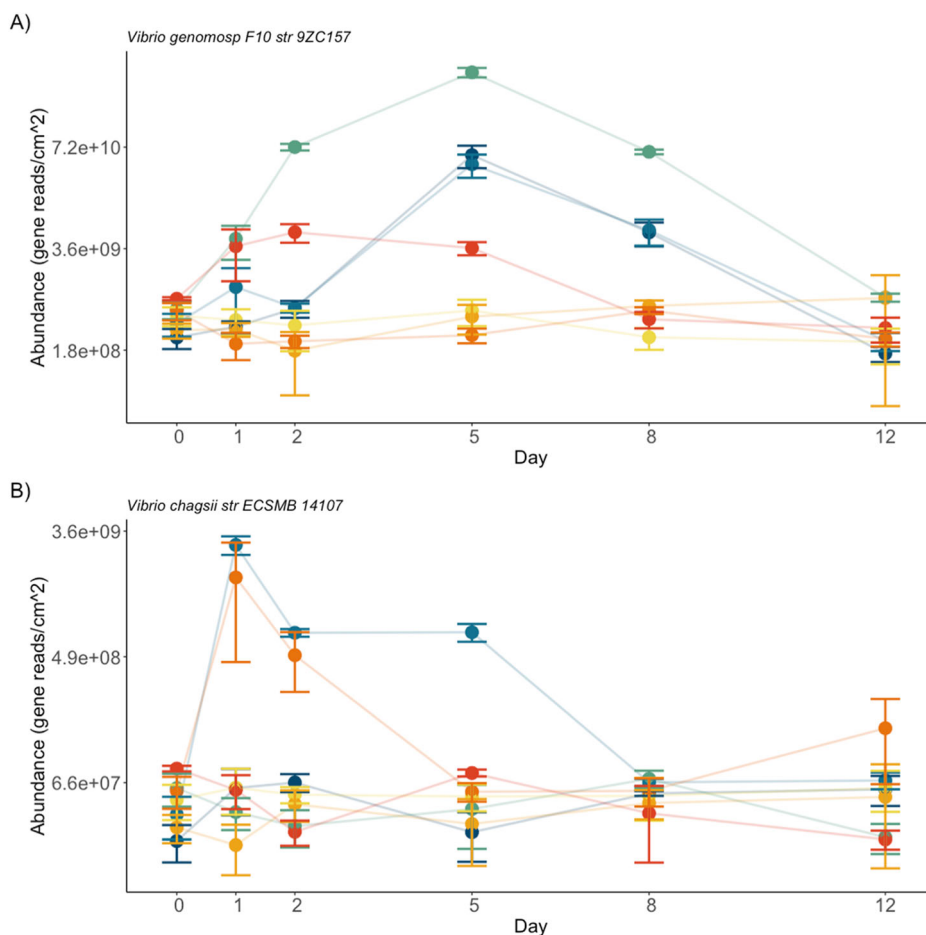 A)
Vibrio genomosp F10 str 9ZC157
Abundance (gene reads/cm^2)
7.2e+10
3.6e+09
1.8e+08
0 1 2 5 8 12
Day
B)
Vibrio chagsii str ECSMB 14107
Abundance (gene reads/cm^2)
3.6e+09
4.9e+08
6.6e+07
0 1 2 5 8 12
Day